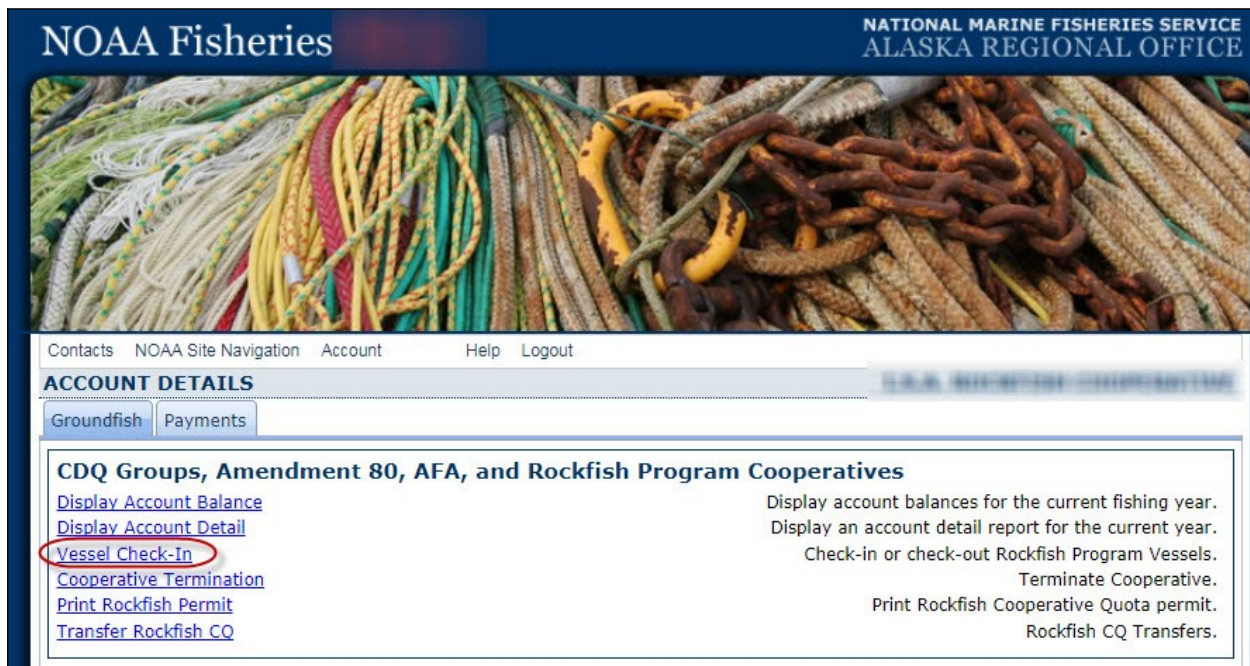 NOAA Fisheries
NATIONAL MARINE FISHERIES SERVICE
ALASKA REGIONAL OFFICE
Contacts NOAA Site Navigation Account Help Logout
ACCOUNT DETAILS
Groundfish Payments
CDQ Groups, Amendment 80, AFA, and Rockfish Program Cooperatives
Display Account Balance Display account balances for the current fishing year.
Display Account Detail Display an account detail report for the current year.
Vessel Check-In Check-in or check-out Rockfish Program Vessels.
Cooperative Termination Terminate Cooperative.
Print Rockfish Permit Print Rockfish Cooperative Quota permit.
Transfer Rockfish CQ Rockfish CQ Transfers.